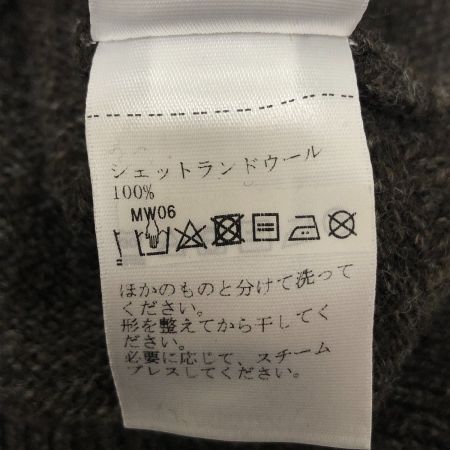 シェットランドウール
100%
MW06
ほかのものと分けて洗って
ください。
形を整えてから干してく
ださい。
必要に応じて、スチーム
プレスしてください。